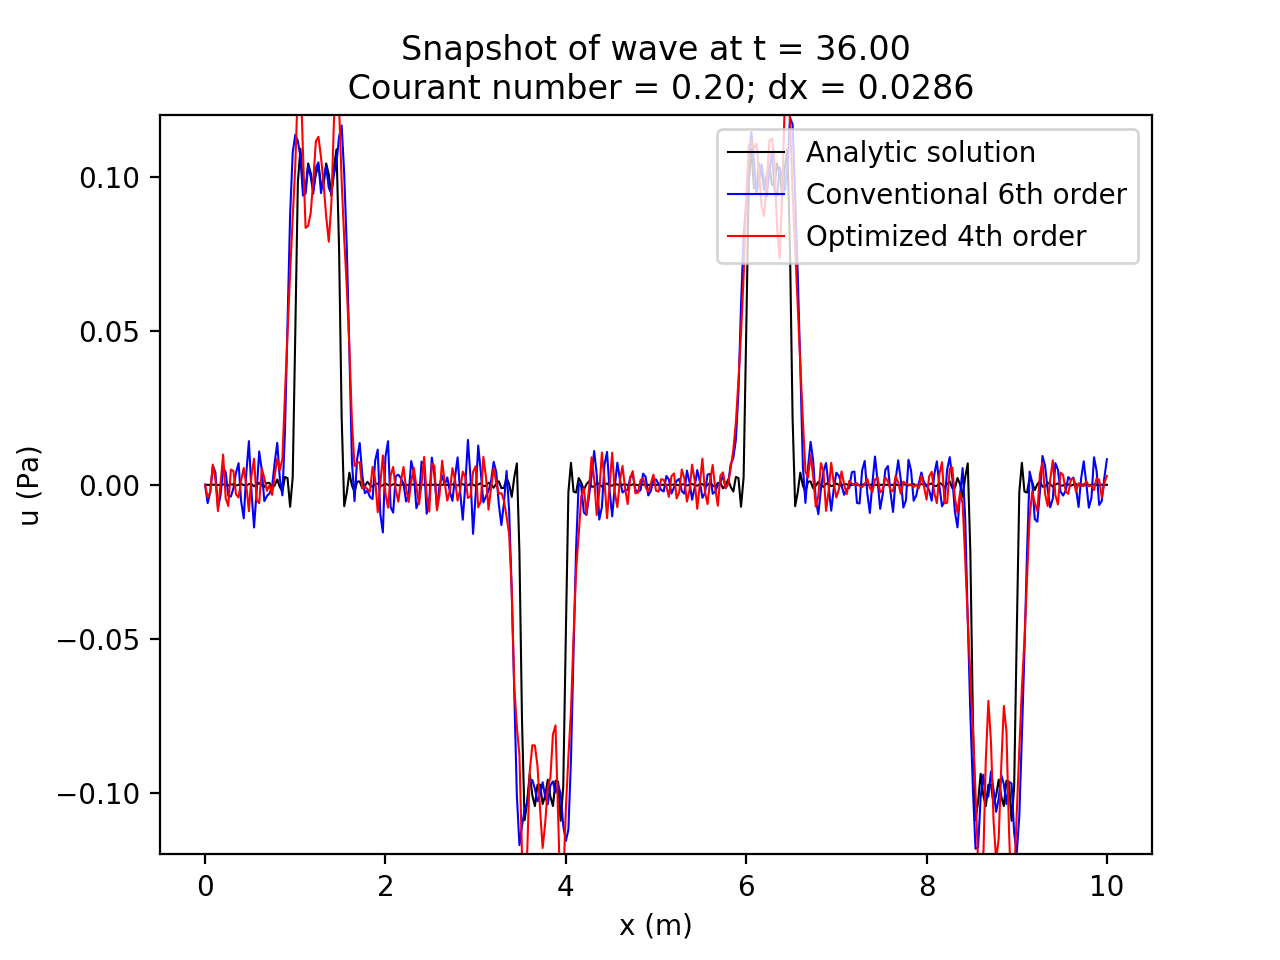 Snapshot of wave at t = 36.00
Courant number = 0.20; dx = 0.0286
Analytic solution
Conventional 6th order
Optimized 4th order
0.10
0.05
0.00
−0.05
−0.10
u (Pa)
0 2 4 6 8 10
x (m)